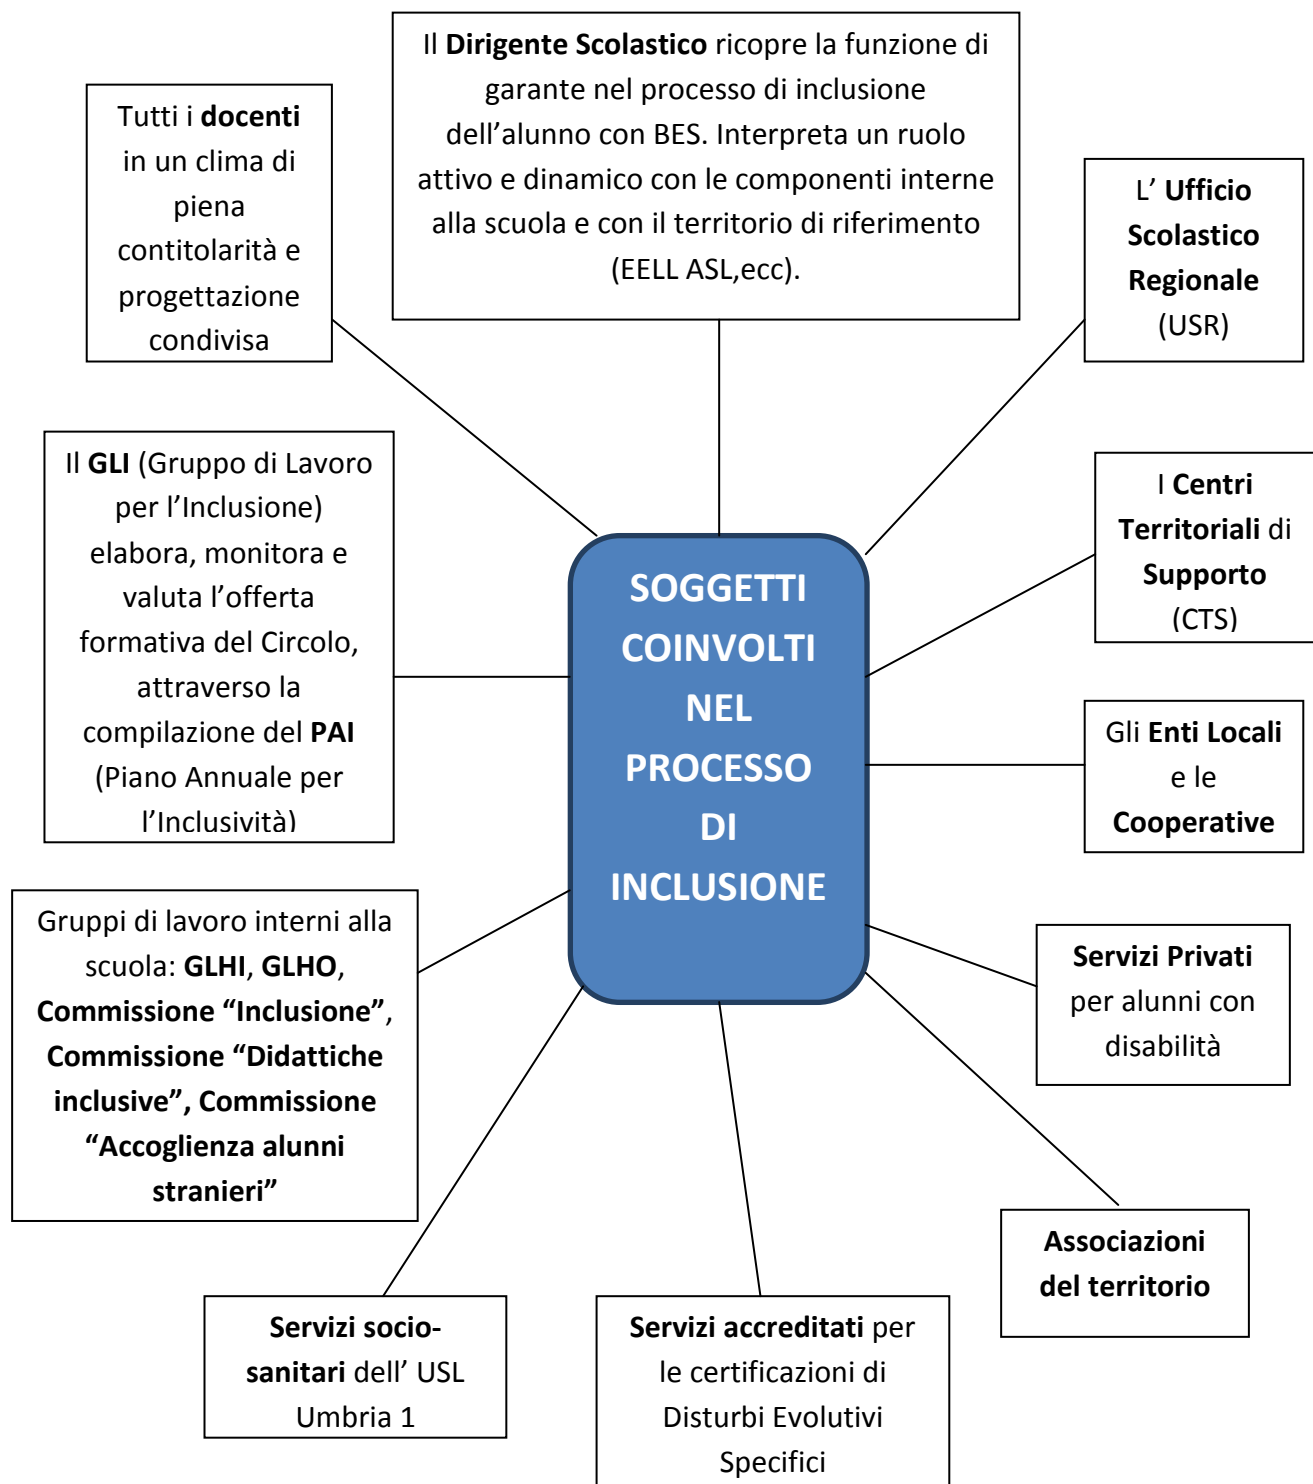 Il Dirigente Scolastico ricopre la funzione di
garante nel processo di inclusione
dell’alunno con BES. Interpreta un ruolo
attivo e dinamico con le componenti interne
alla scuola e con il territorio di riferimento
(EELL ASL,ecc).
Tutti i docenti
in un clima di
piena
contitolarità e
progettazione
condivisa
L’ Ufficio
Scolastico
Regionale
(USR)
Il GLI (Gruppo di Lavoro
per l’Inclusione)
elabora, monitora e
valuta l’offerta
formativa del Circolo,
attraverso la
compilazione del PAI
(Piano Annuale per
l’Inclusività)
I Centri
Territoriali di
Supporto
(CTS)
SOGGETTI
COINVOLTI
NEL
PROCESSO
DI
INCLUSIONE
Gli Enti Locali
e le
Cooperative
Gruppi di lavoro interni alla
scuola: GLHI, GLHO,
Commissione “Inclusione”,
Commissione “Didattiche
inclusive”, Commissione
“Accoglienza alunni
stranieri”
Servizi Privati
per alunni con
disabilità
Associazioni
del territorio
Servizi socio-
sanitari dell’ USL
Umbria 1
Servizi accreditati per
le certificazioni di
Disturbi Evolutivi
Specifici